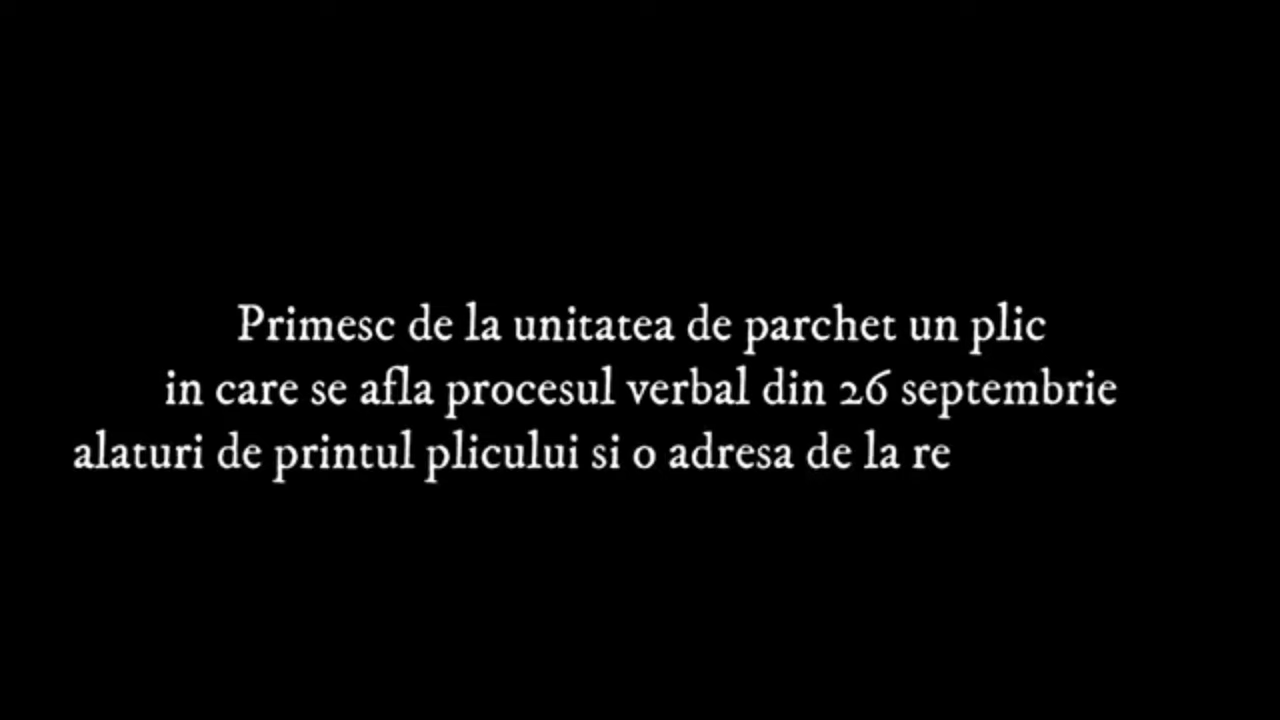 Primesc de la unitatea de parchet un plic
in care se afla procesul verbal din 26 septembrie
alaturi de printul plicului si o adresa de la re